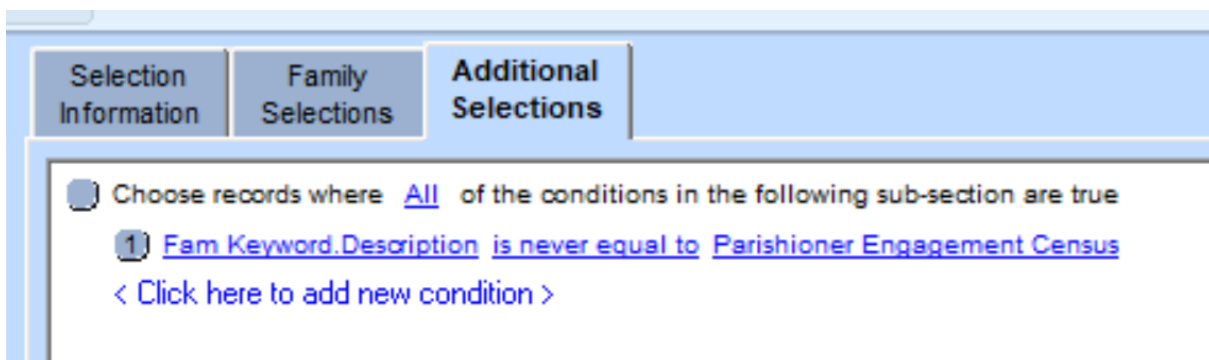 Selection Information
Family Selections
Additional Selections
Choose records where All of the conditions in the following sub-section are true
1 Fam Keyword.Description is never equal to Parishioner Engagement Census
< Click here to add new condition >